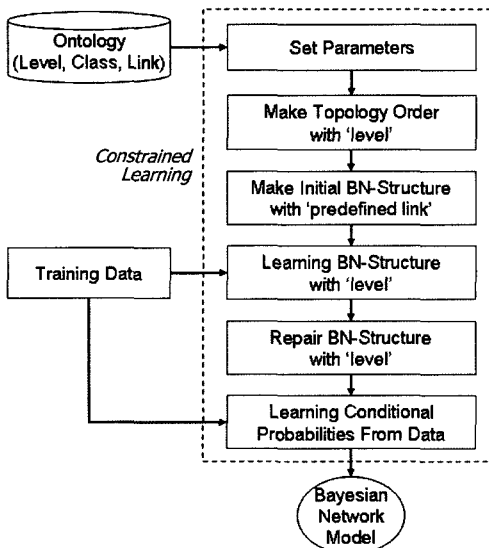 Ontology
(Level, Class, Link)
Set Parameters
Make Topology Order
with 'level'
Constrained
Learning
Make Initial BN-Structure
with 'predefined link'
Training Data
Learning BN-Structure
with 'level'
Repair BN-Structure
with 'level'
Learning Conditional
Probabilities From Data
Bayesian
Network
Model